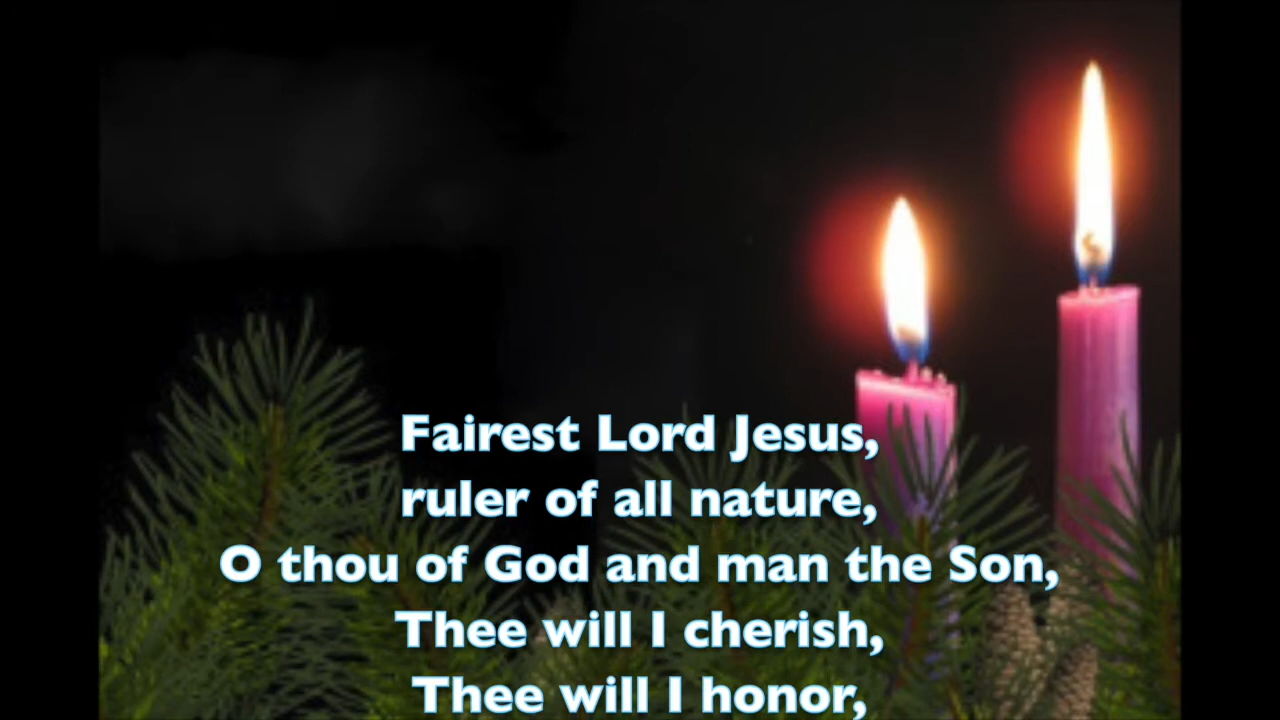 Fairest Lord Jesus,
ruler of all nature,
O thou of God and man the Son,
Thee will I cherish,
Thee will I honor,